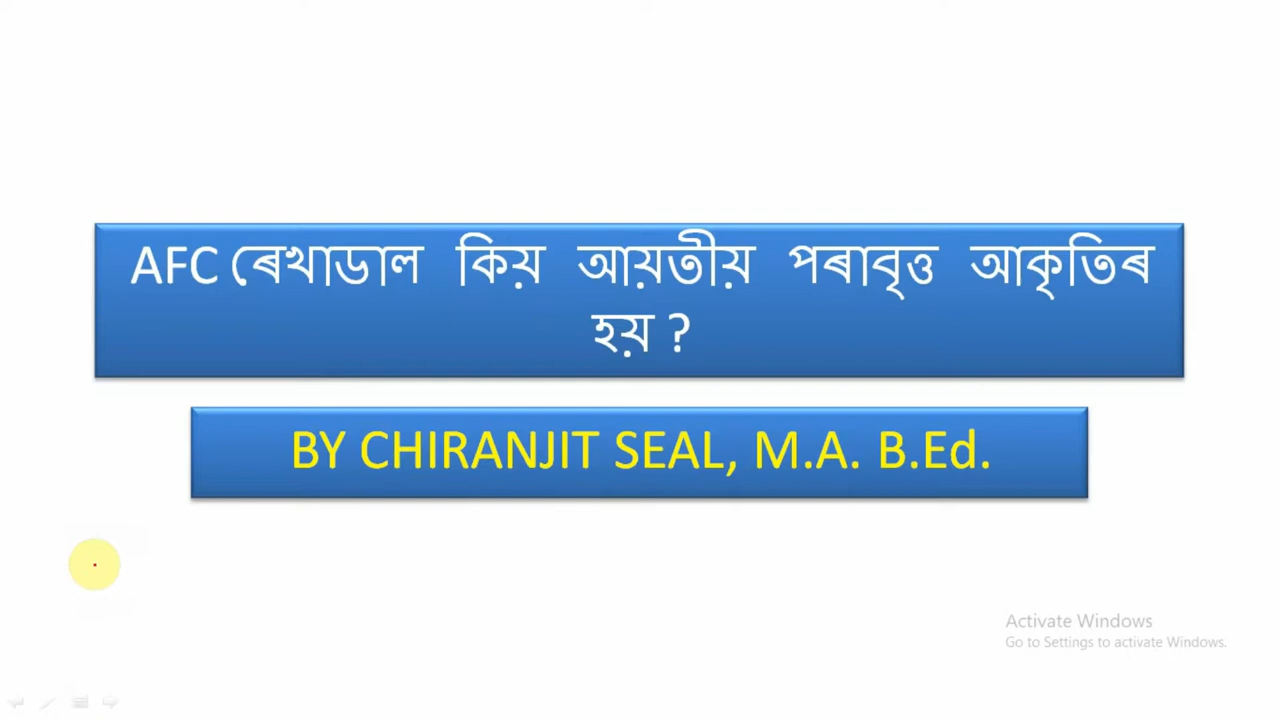 AFC ৰেখাডাল কিয় আয়তীয় পৰাবৃত্ত আকৃতিৰ
হয় ?
BY CHIRANJIT SEAL, M.A. B.Ed.
Activate Windows
Go to Settings to activate Windows.